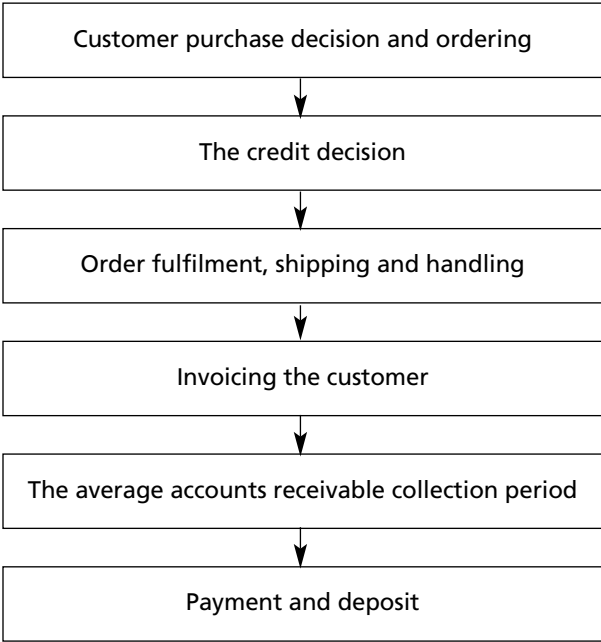 Customer purchase decision and ordering
The credit decision
Order fulfilment, shipping and handling
Invoicing the customer
The average accounts receivable collection period
Payment and deposit